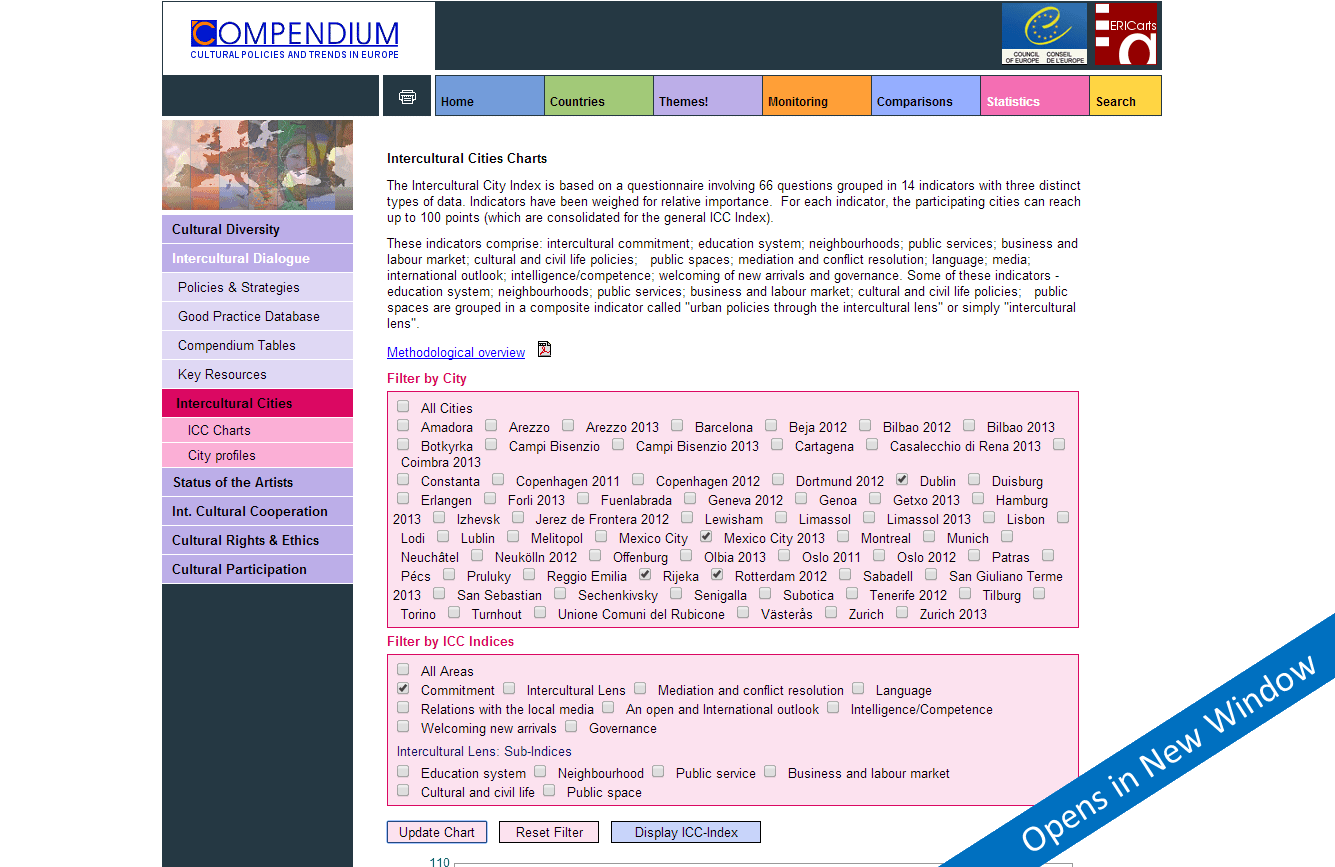 COMPENDIUM
CULTURAL POLICIES AND TRENDS IN EUROPE
COUNCIL CONSEIL
OF EUROPE DE L'EUROPE
ERICarts
Home Countries Themes! Monitoring Comparisons Statistics Search
Cultural Diversity
Intercultural Dialogue
Policies & Strategies
Good Practice Database
Compendium Tables
Key Resources
Intercultural Cities
ICC Charts
City profiles
Status of the Artists
Int. Cultural Cooperation
Cultural Rights & Ethics
Cultural Participation
Intercultural Cities Charts
The Intercultural City Index is based on a questionnaire involving 66 questions grouped in 14 indicators with three distinct
types of data. Indicators have been weighed for relative importance. For each indicator, the participating cities can reach
up to 100 points (which are consolidated for the general ICC Index).
These indicators comprise: intercultural commitment; education system; neighbourhoods; public services; business and
labour market; cultural and civil life policies; public spaces; mediation and conflict resolution; language; media;
international outlook; intelligence/competence; welcoming of new arrivals and governance. Some of these indicators -
education system; neighbourhoods; public services; business and labour market; cultural and civil life policies; public
spaces are grouped in a composite indicator called "urban policies through the intercultural lens" or simply "intercultural
lens".
Methodological overview
Filter by City
All Cities
Amadora Arezzo Arezzo 2013 Barcelona Beja 2012 Bilbao 2012 Bilbao 2013
Botkyrka Campi Bisenzio Campi Bisenzio 2013 Cartagena Casalecchio di Rena 2013
Coimbra 2013
Constanta Copenhagen 2011 Copenhagen 2012 Dortmund 2012 Dublin Duisburg
Erlangen Forli 2013 Fuenlabrada Geneva 2012 Genoa Getxo 2013 Hamburg
2013 Izhevsk Jerez de Frontera 2012 Lewisham Limassol Limassol 2013 Lisbon
Lodi Lublin Melitopol Mexico City Mexico City 2013 Montreal Munich
Neuchâtel Neukölln 2012 Offenburg Olbia 2013 Oslo 2011 Oslo 2012 Patras
Pécs Pruluky Reggio Emilia Rijeka Rotterdam 2012 Sabadell San Giuliano Terme
2013 San Sebastian Sechenkivsky Senigalla Subotica Tenerife 2012 Tilburg
Torino Turnhout Unione Comuni del Rubicone Västerås Zurich Zurich 2013
Filter by ICC Indices
All Areas
Commitment Intercultural Lens Mediation and conflict resolution Language
Relations with the local media An open and International outlook Intelligence/Competence
Welcoming new arrivals Governance
Intercultural Lens: Sub-Indices
Education system Neighbourhood Public service Business and labour market
Cultural and civil life Public space
Update Chart Reset Filter Display ICC-Index
110
Opens in New Window